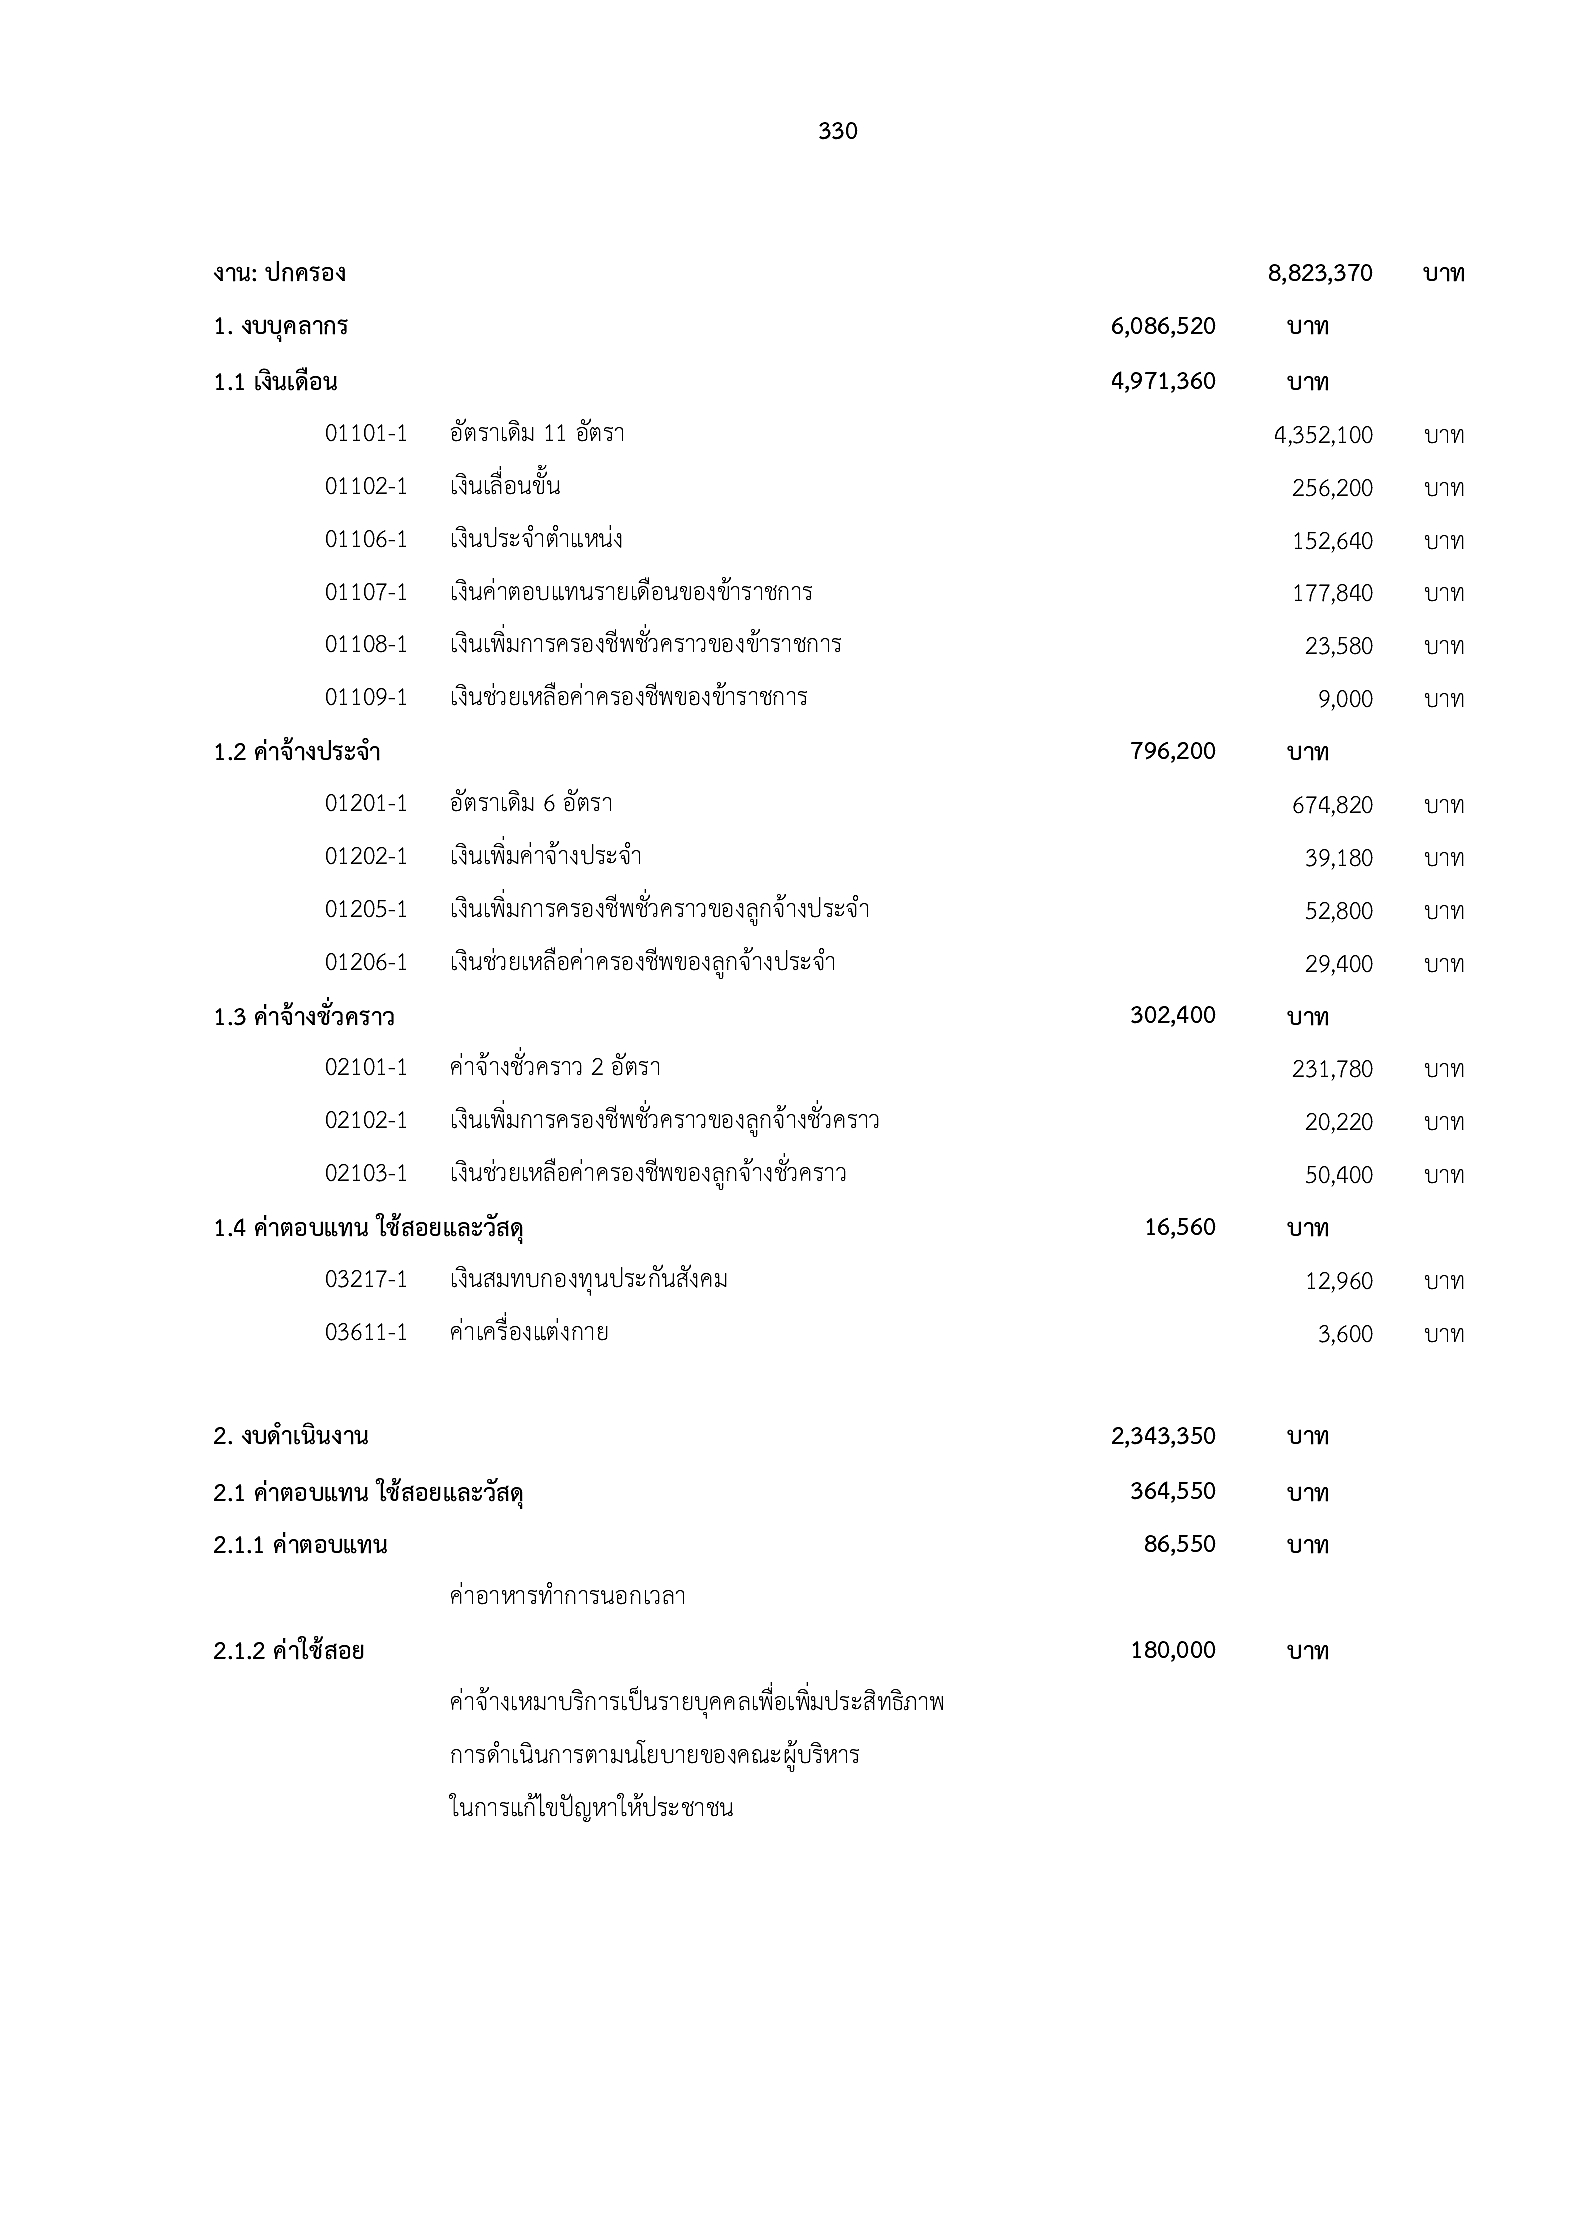 330
งาน: ปกครอง 8,823,370 บาท
1. งบบุคลากร 6,086,520 บาท
1.1 เงินเดือน 4,971,360 บาท
01101-1 อัตราเดิม 11 อัตรา 4,352,100 บาท
01102-1 เงินเลื่อนขั้น 256,200 บาท
01106-1 เงินประจำตำแหน่ง 152,640 บาท
01107-1 เงินค่าตอบแทนรายเดือนของข้าราชการ 177,840 บาท
01108-1 เงินเพิ่มการครองชีพชั่วคราวของข้าราชการ 23,580 บาท
01109-1 เงินช่วยเหลือค่าครองชีพของข้าราชการ 9,000 บาท
1.2 ค่าจ้างประจำ 796,200 บาท
01201-1 อัตราเดิม 6 อัตรา 674,820 บาท
01202-1 เงินเพิ่มค่าจ้างประจำ 39,180 บาท
01205-1 เงินเพิ่มการครองชีพชั่วคราวของลูกจ้างประจำ 52,800 บาท
01206-1 เงินช่วยเหลือค่าครองชีพของลูกจ้างประจำ 29,400 บาท
1.3 ค่าจ้างชั่วคราว 302,400 บาท
02101-1 ค่าจ้างชั่วคราว 2 อัตรา 231,780 บาท
02102-1 เงินเพิ่มการครองชีพชั่วคราวของลูกจ้างชั่วคราว 20,220 บาท
02103-1 เงินช่วยเหลือค่าครองชีพของลูกจ้างชั่วคราว 50,400 บาท
1.4 ค่าตอบแทน ใช้สอยและวัสดุ 16,560 บาท
03217-1 เงินสมทบกองทุนประกันสังคม 12,960 บาท
03611-1 ค่าเครื่องแต่งกาย 3,600 บาท
2. งบดำเนินงาน 2,343,350 บาท
2.1 ค่าตอบแทน ใช้สอยและวัสดุ 364,550 บาท
2.1.1 ค่าตอบแทน 86,550 บาท
ค่าอาหารทำการนอกเวลา
2.1.2 ค่าใช้สอย 180,000 บาท
ค่าจ้างเหมาบริการเป็นรายบุคคลเพื่อเพิ่มประสิทธิภาพ
การดำเนินการตามนโยบายของคณะผู้บริหาร
ในการแก้ไขปัญหาให้ประชาชน